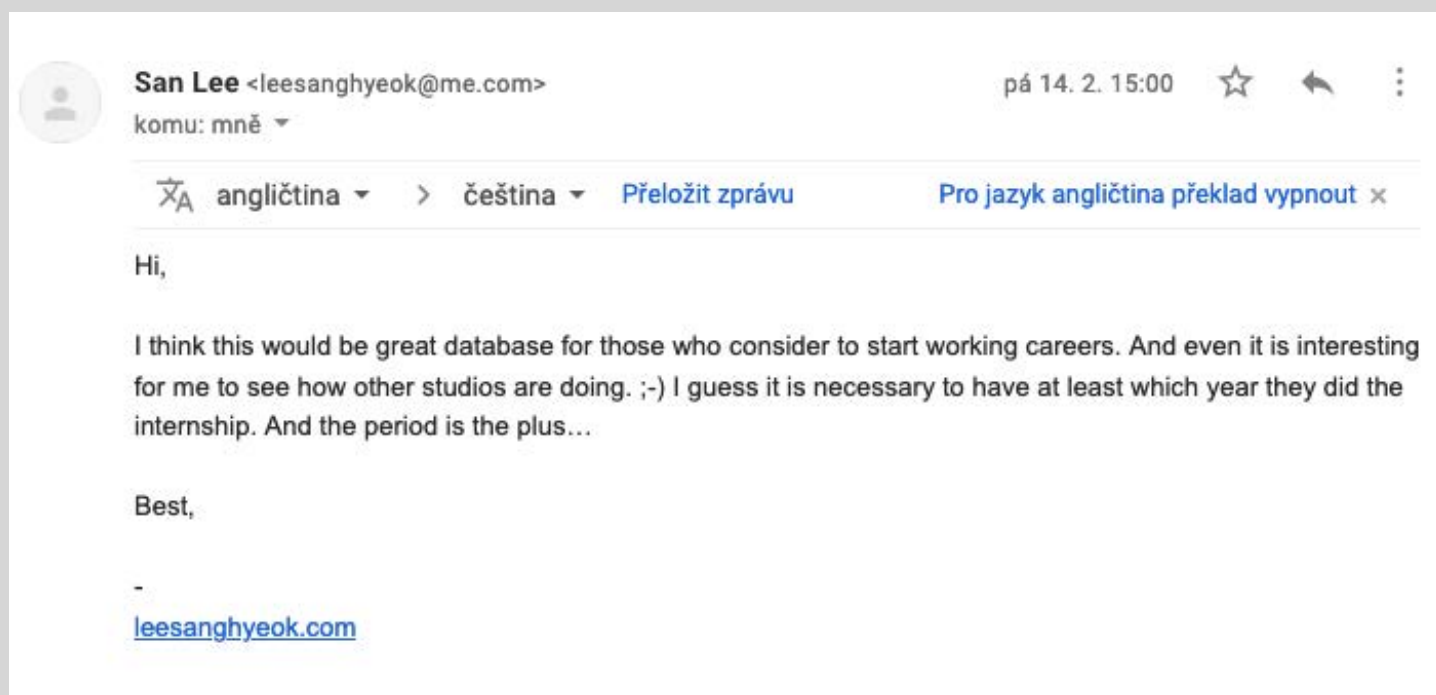 San Lee <leesanghyeok@me.com>
pá 14. 2. 15:00
komu: mně
angličtina > čeština Přeložit zprávu Pro jazyk angličtina překlad vypnout ×
Hi,
I think this would be great database for those who consider to start working careers. And even it is interesting
for me to see how other studios are doing. ;-) I guess it is necessary to have at least which year they did the
internship. And the period is the plus…
Best,
-
leesanghyeok.com